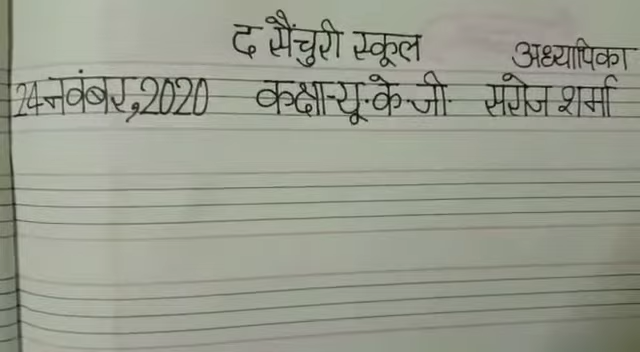 द सैंचुरी स्कूल अध्यापिका
24 नवंबर, 2020 कक्षा-यू.के.जी. सरोज शर्मा